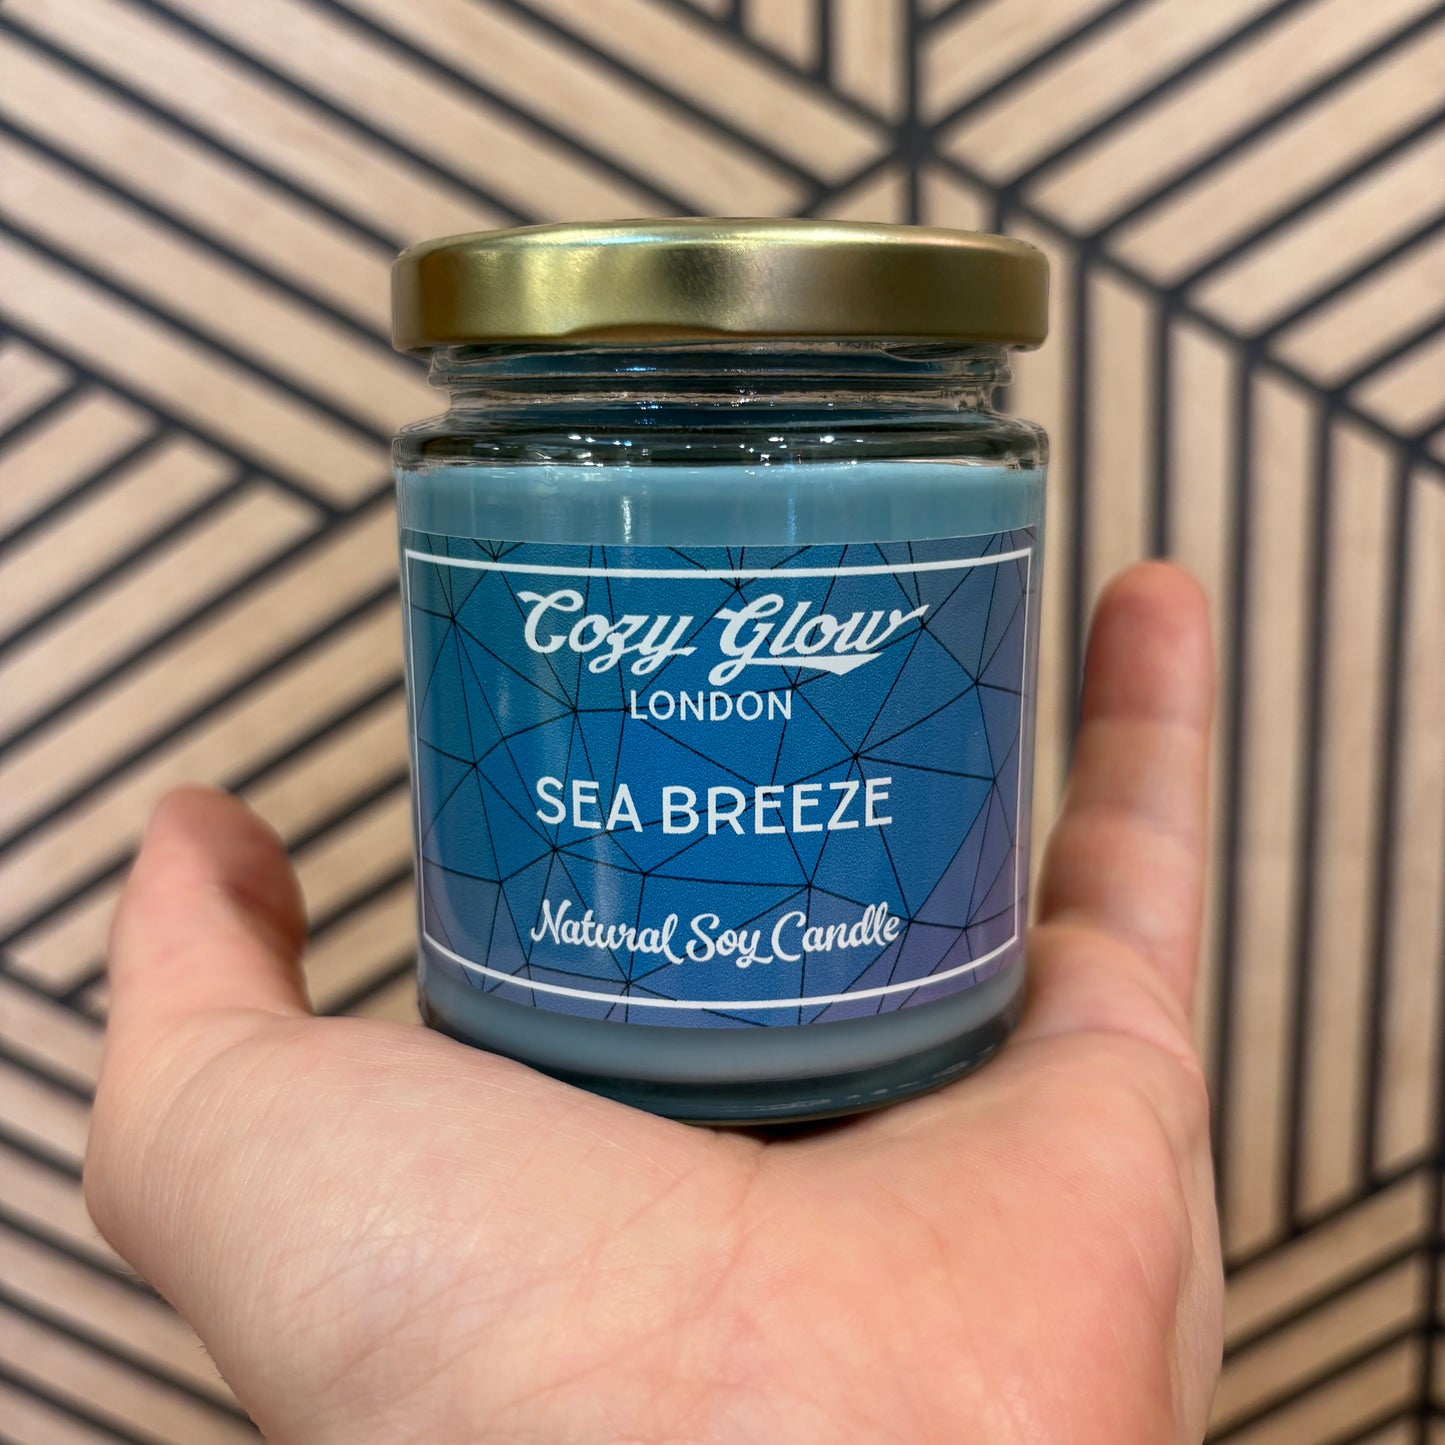 Cozy Glow
LONDON
SEA BREEZE
Natural Soy Candle